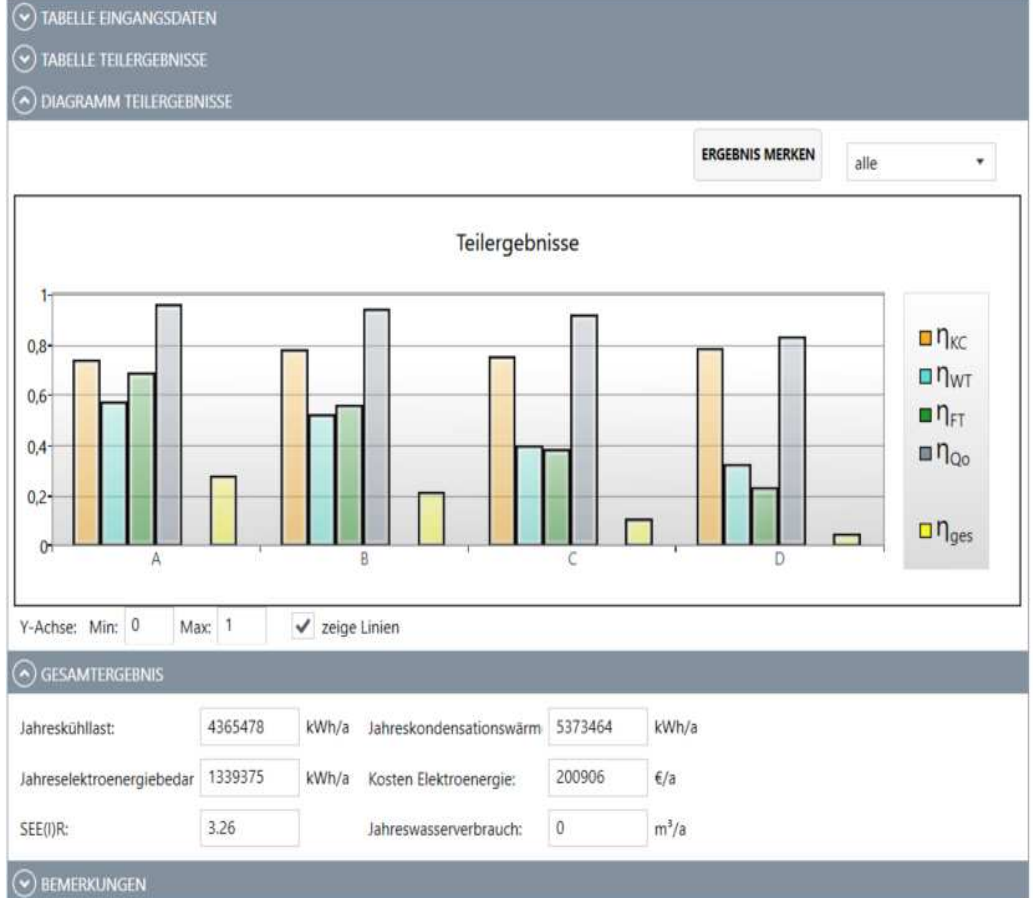 TABELLE EINGANGSDATEN
TABELLE TEILERGEBNISSE
DIAGRAMM TEILERGEBNISSE
ERGEBNIS MERKEN alle
Teilergebnisse
1
0,8
0,6
0,4
0,2
0
A B C D
ηKC
ηWT
ηFT
ηQo
ηges
Y-Achse: Min: 0 Max: 1 zeige Linien
GESAMTERGEBNIS
Jahreskühllast: 4365478 kWh/a Jahreskondensationswärm 5373464 kWh/a
Jahreselektroenergiebedar 1339375 kWh/a Kosten Elektroenergie: 200906 €/a
SEE(I)R: 3.26 Jahreswasserverbrauch: 0 m³/a
BEMERKUNGEN